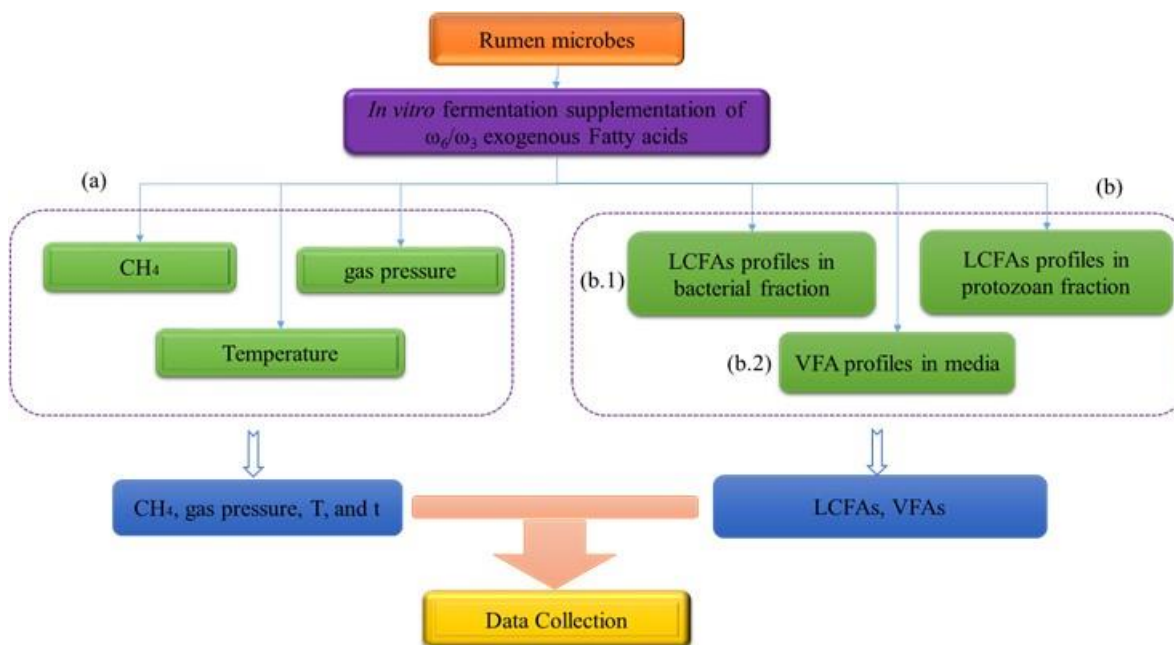 Rumen microbes
In vitro fermentation supplementation of
ω₆/ω₃ exogenous Fatty acids
(a)
(b)
CH₄
gas pressure
Temperature
(b.1)
LCFAs profiles in
bacterial fraction
LCFAs profiles in
protozoan fraction
(b.2)
VFA profiles in media
CH₄, gas pressure, T, and t
LCFAs, VFAs
Data Collection